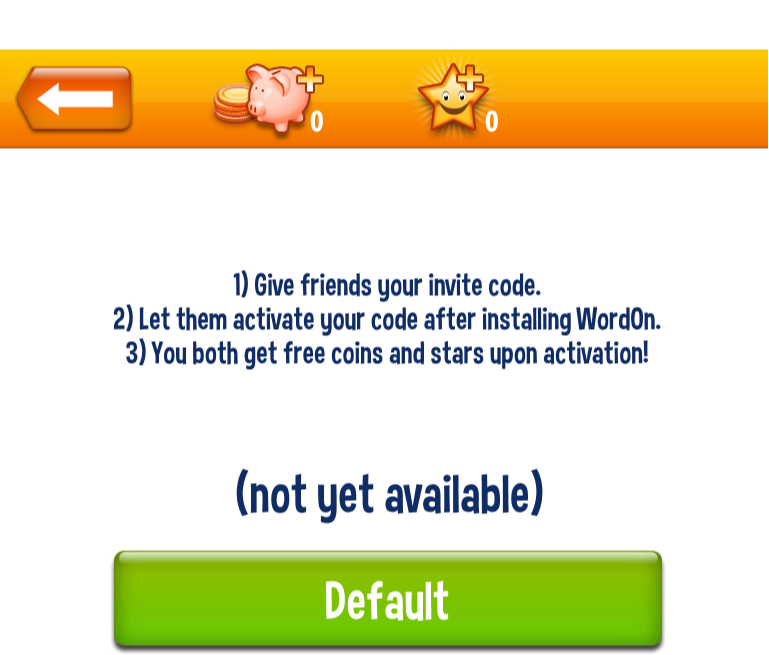 0
0
1) Give friends your invite code.
2) Let them activate your code after installing WordOn.
3) You both get free coins and stars upon activation!
(not yet available)
Default